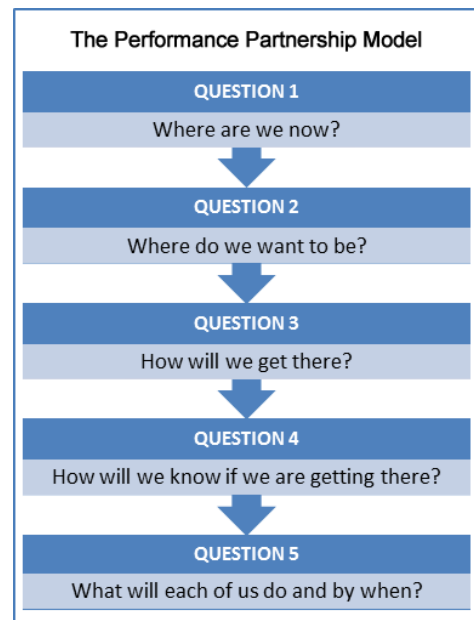 The Performance Partnership Model
QUESTION 1
Where are we now?
QUESTION 2
Where do we want to be?
QUESTION 3
How will we get there?
QUESTION 4
How will we know if we are getting there?
QUESTION 5
What will each of us do and by when?